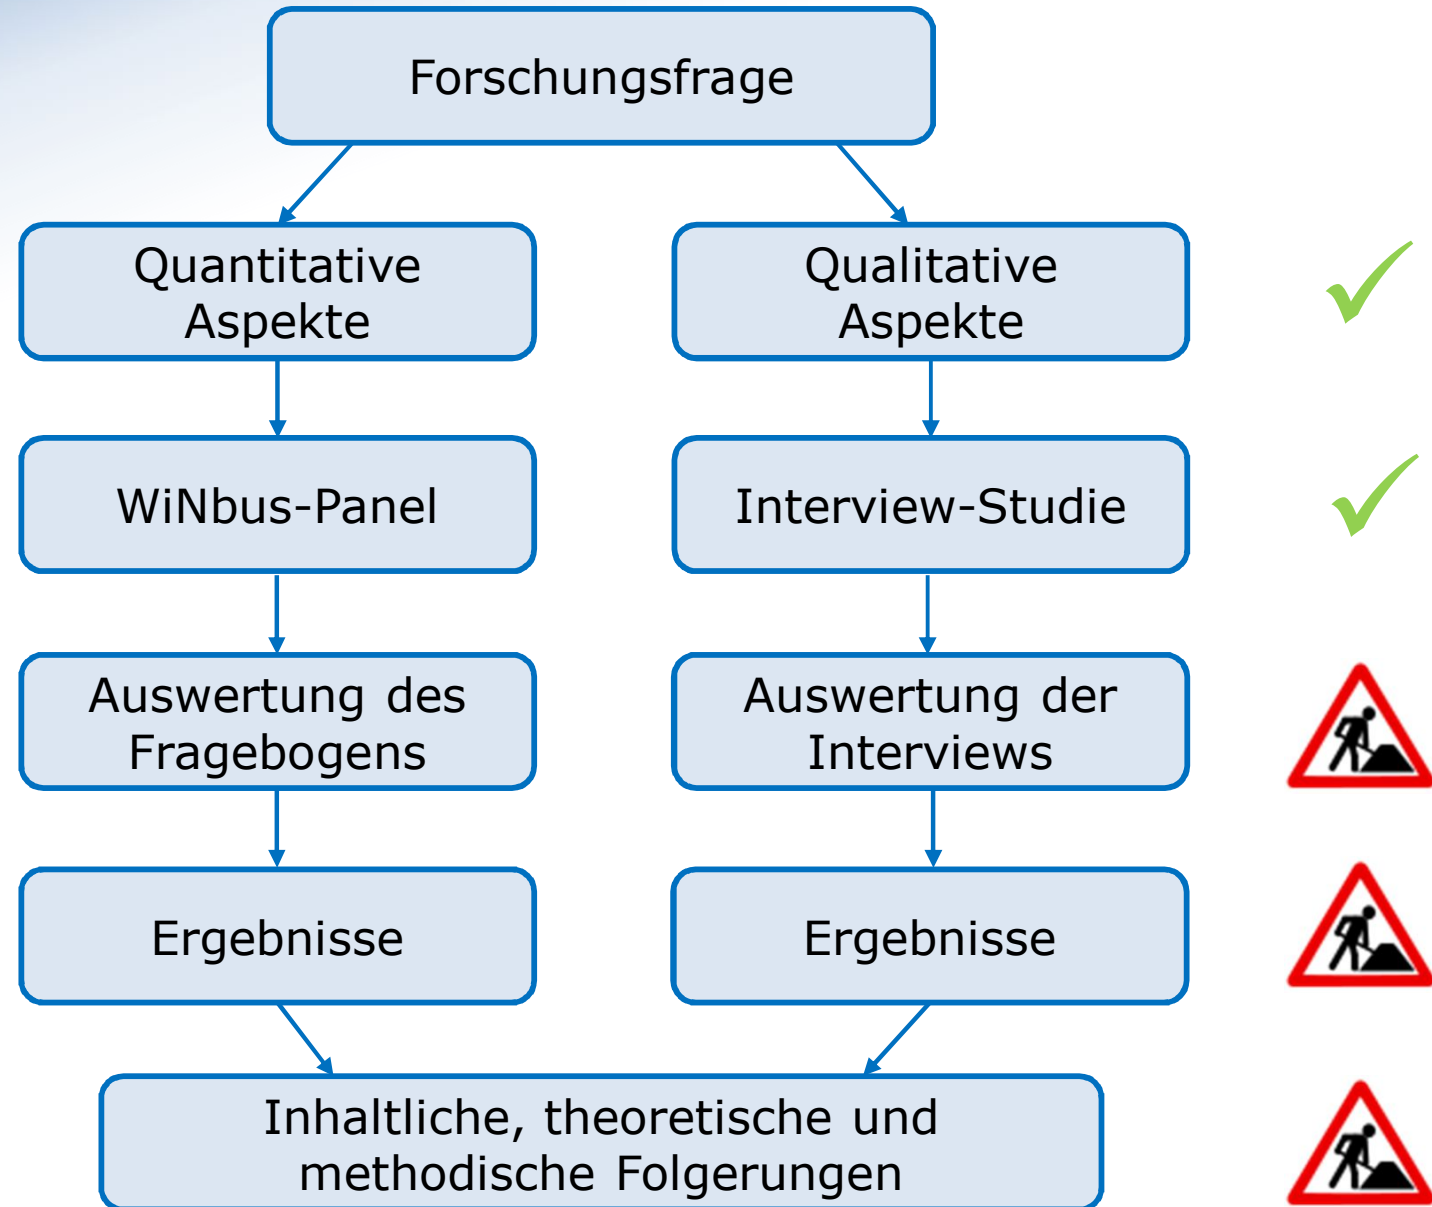 Forschungsfrage
Quantitative
Aspekte
Qualitative
Aspekte
WiNbus-Panel
Interview-Studie
Auswertung des
Fragebogens
Auswertung der
Interviews
Ergebnisse
Ergebnisse
Inhaltliche, theoretische und
methodische Folgerungen